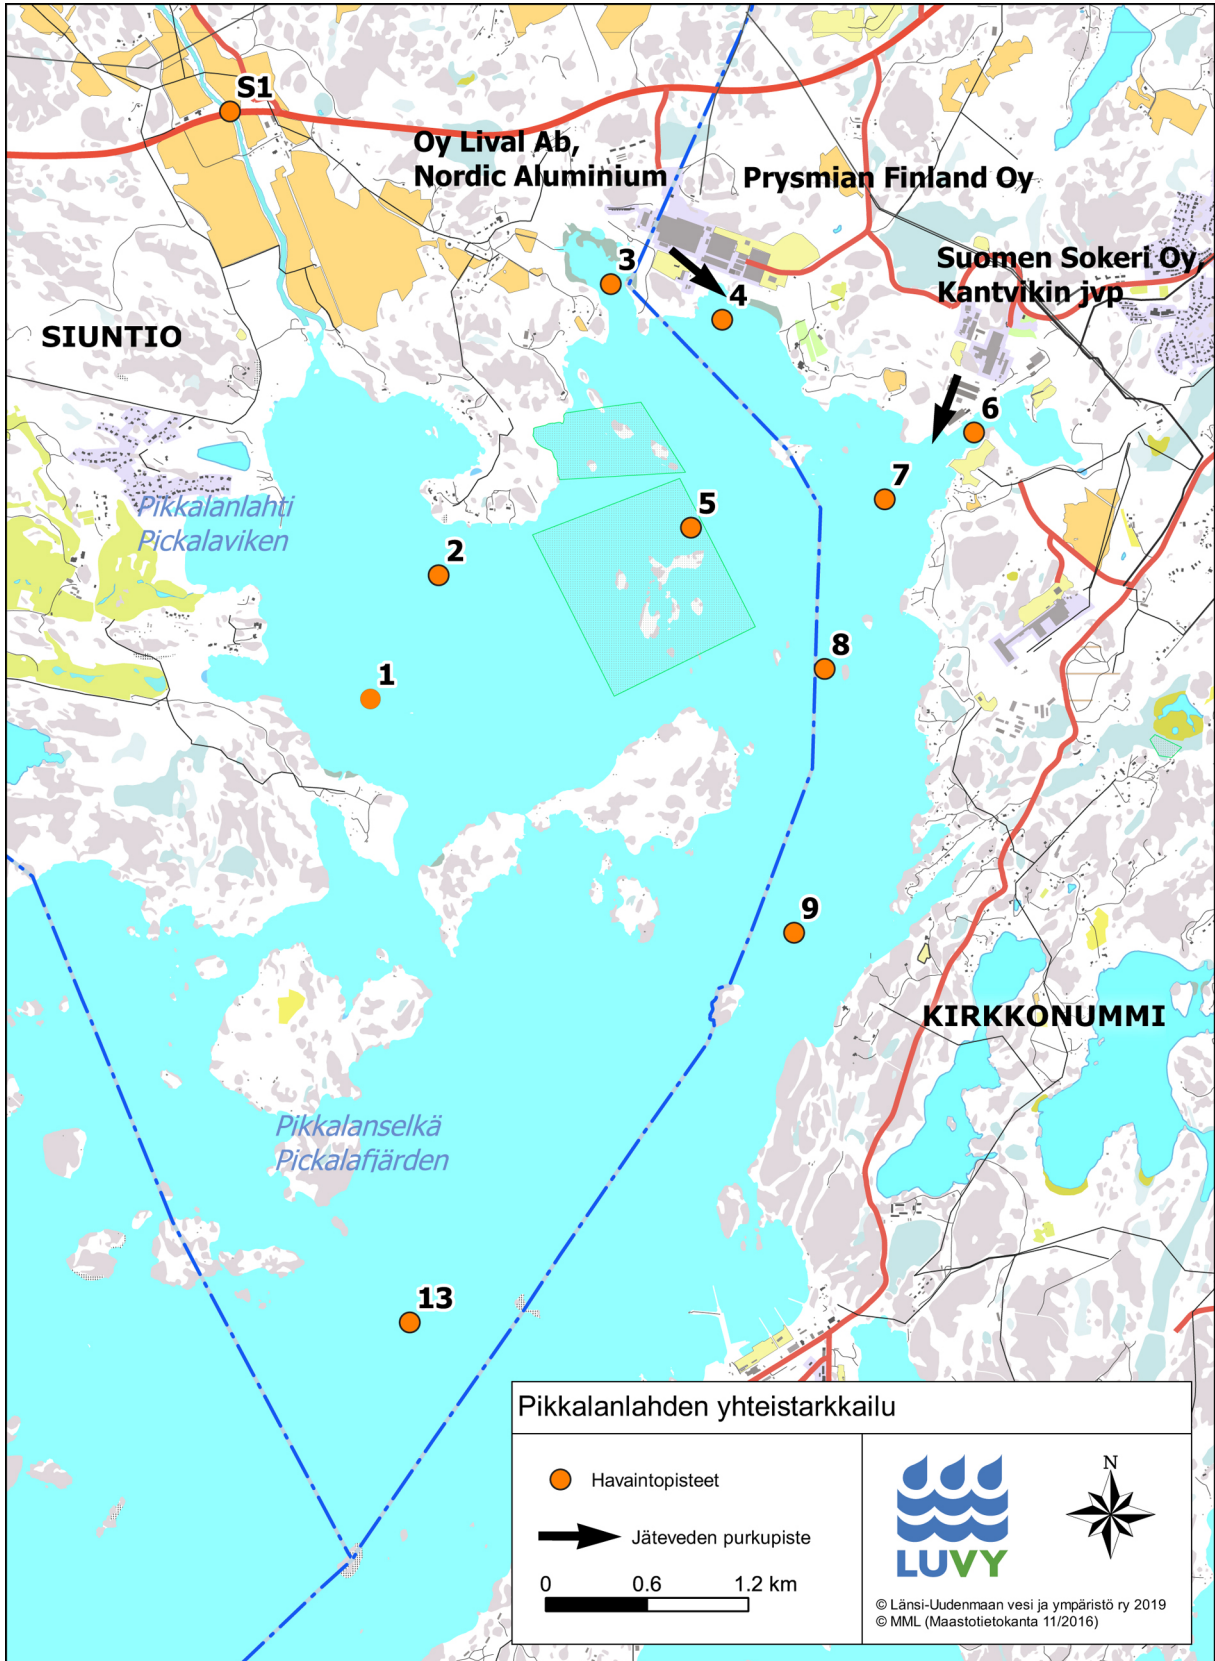 S1
Oy Lival Ab,
Nordic Aluminium
Prysmian Finland Oy
Suomen Sokeri Oy,
Kantvikin jvp
3
4
SIUNTIO
6
7
Pikkalanlahti
Pickalaviken
5
2
8
1
9
KIRKKONUMMI
Pikkalanselkä
Pickalafjärden
13
Pikkalanlahden yhteistarkkailu
Havaintopisteet
Jäteveden purkupiste
0 0.6 1.2 km
LUVY
N
© Länsi-Uudenmaan vesi ja ympäristö ry 2019
© MML (Maastotietokanta 11/2016)